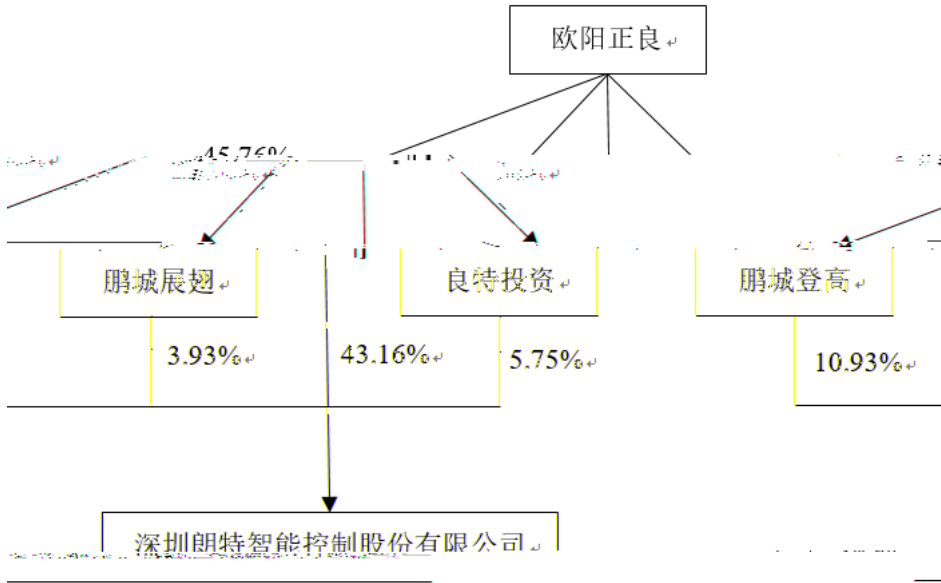 欧阳正良
45.76%
鹏城展翅
良特投资
鹏城登高
3.93%
43.16%
5.75%
10.93%
深圳朗特智能控制股份有限公司